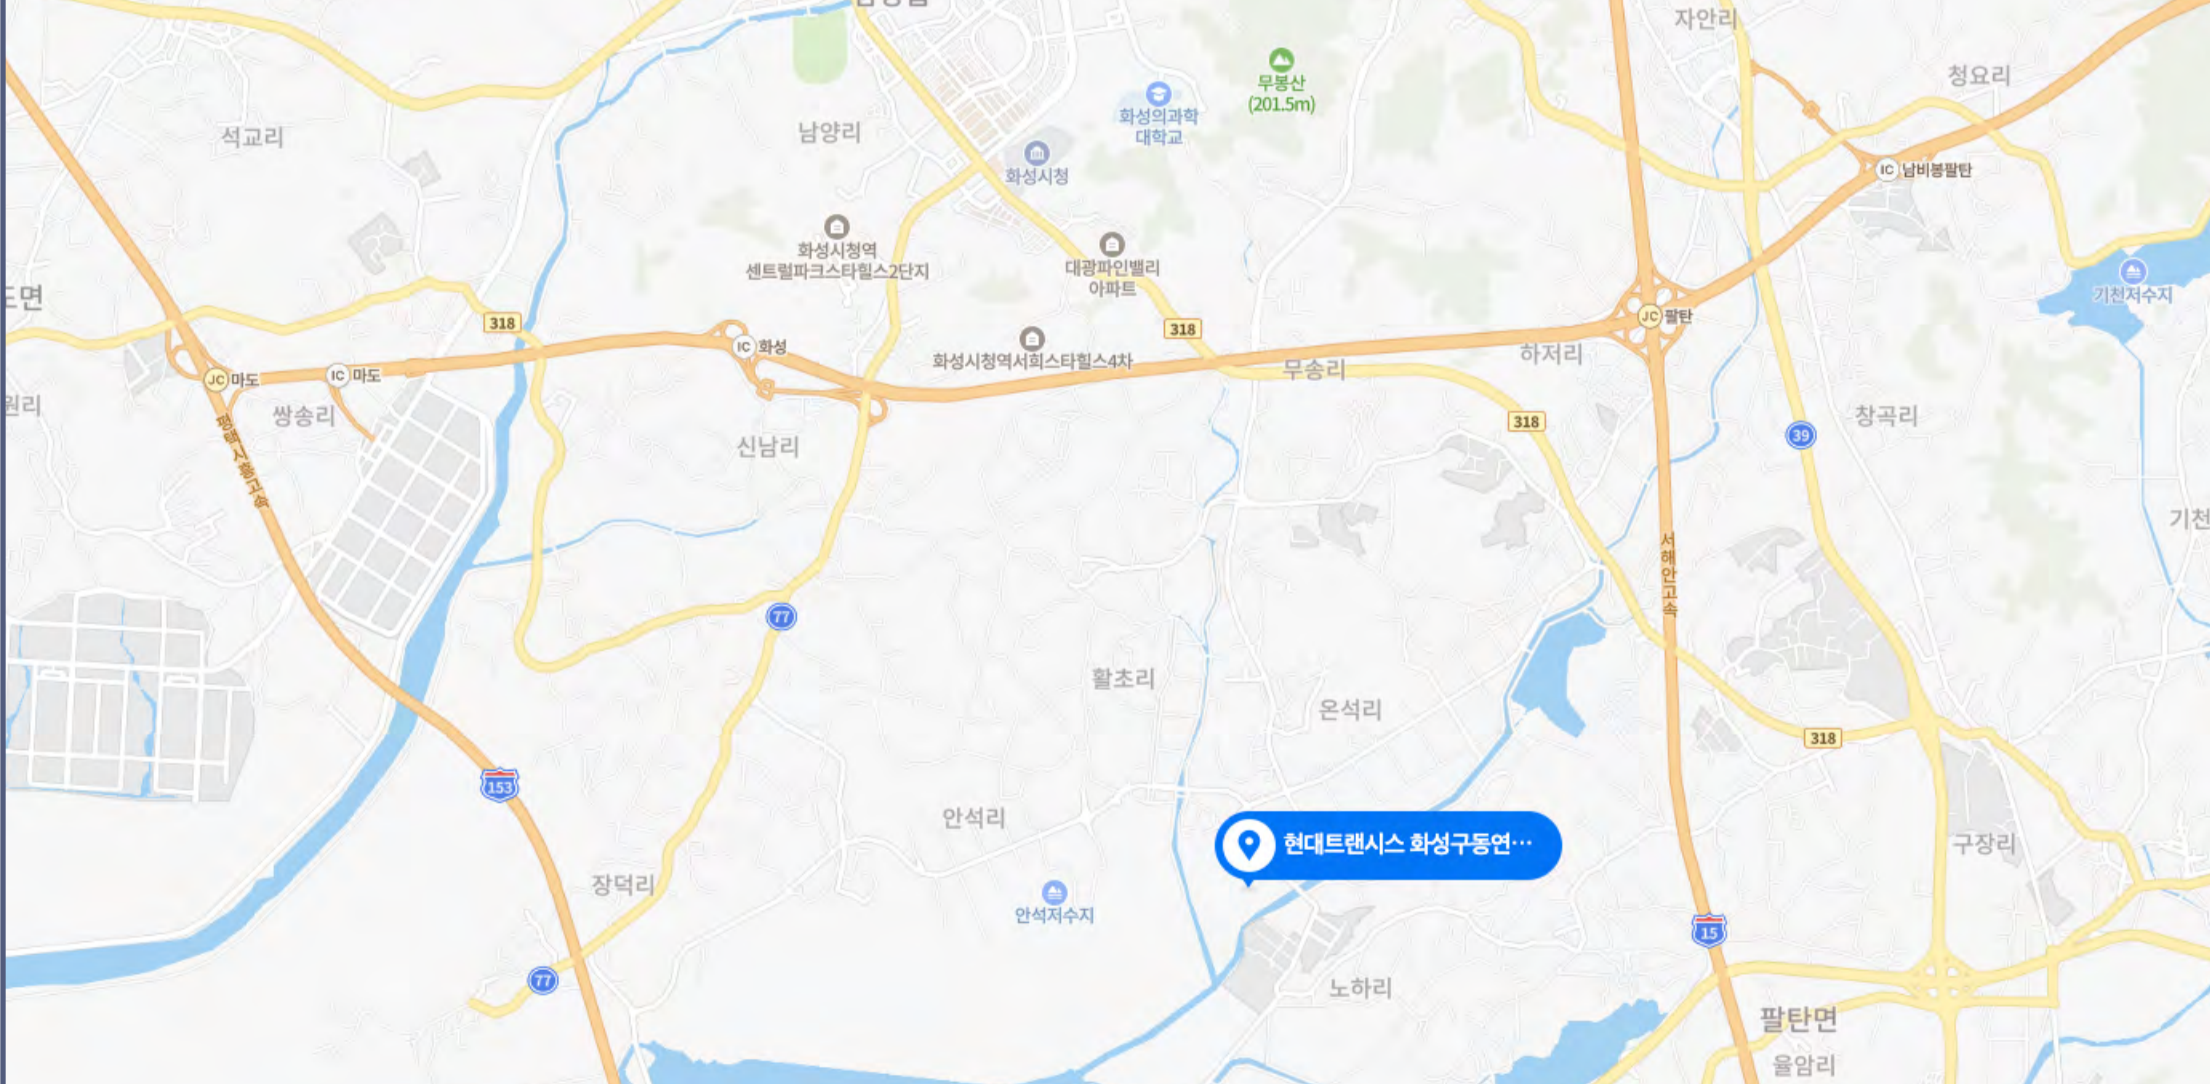 자안리
청요리
무봉산
(201.5m)
화성의과학
대학교
석교리
남양리
화성시청
IC 남비봉팔탄
화성시청역
센트럴파크스타힐스2단지
대광파인밸리
아파트
기천저수지
318
318
JC 팔탄
IC 화성
화성시청역서희스타힐스4차
무송리
하저리
JC 마도
IC 마도
원리
쌍송리
318
창곡리
39
평택시흥고속
신남리
기천
서해안고속
77
활초리
온석리
318
153
안석리
현대트랜시스 화성구동연…
구장리
장덕리
안석저수지
15
77
노하리
팔탄면
율암리